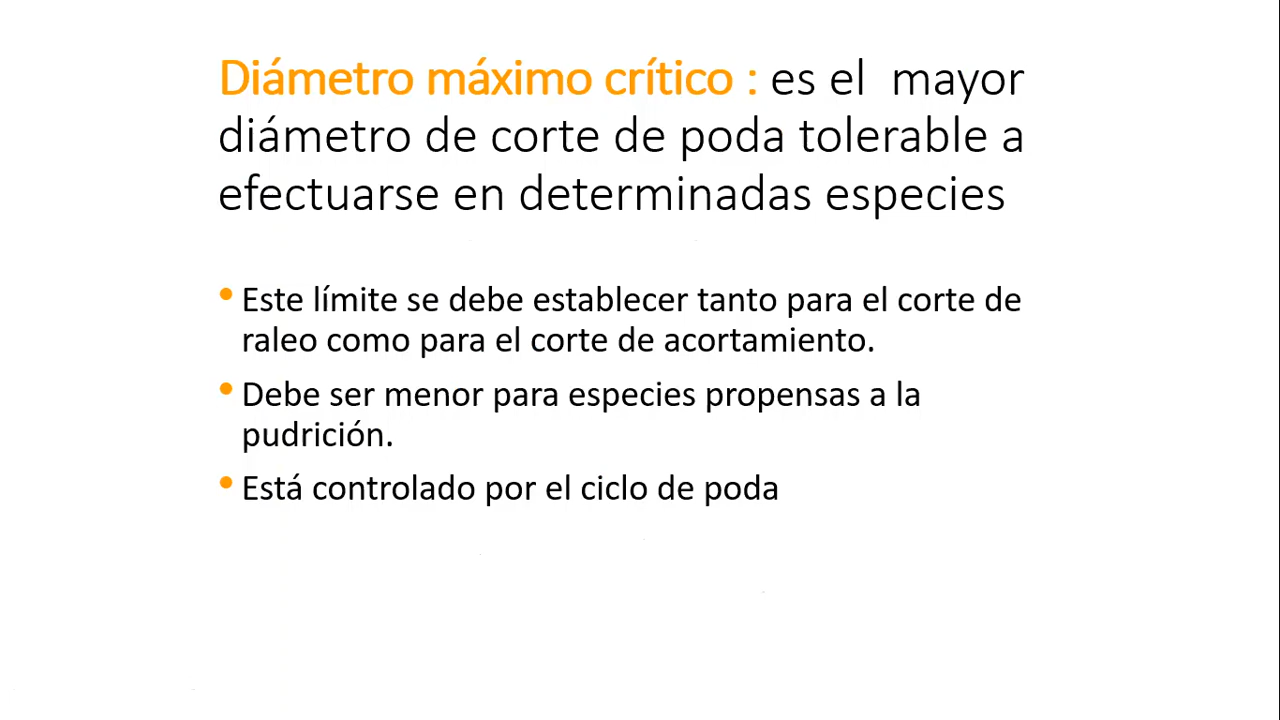 Diámetro máximo crítico : es el  mayor
diámetro de corte de poda tolerable a
efectuarse en determinadas especies
• Este límite se debe establecer tanto para el corte de
raleo como para el corte de acortamiento.
• Debe ser menor para especies propensas a la
pudrición.
• Está controlado por el ciclo de poda